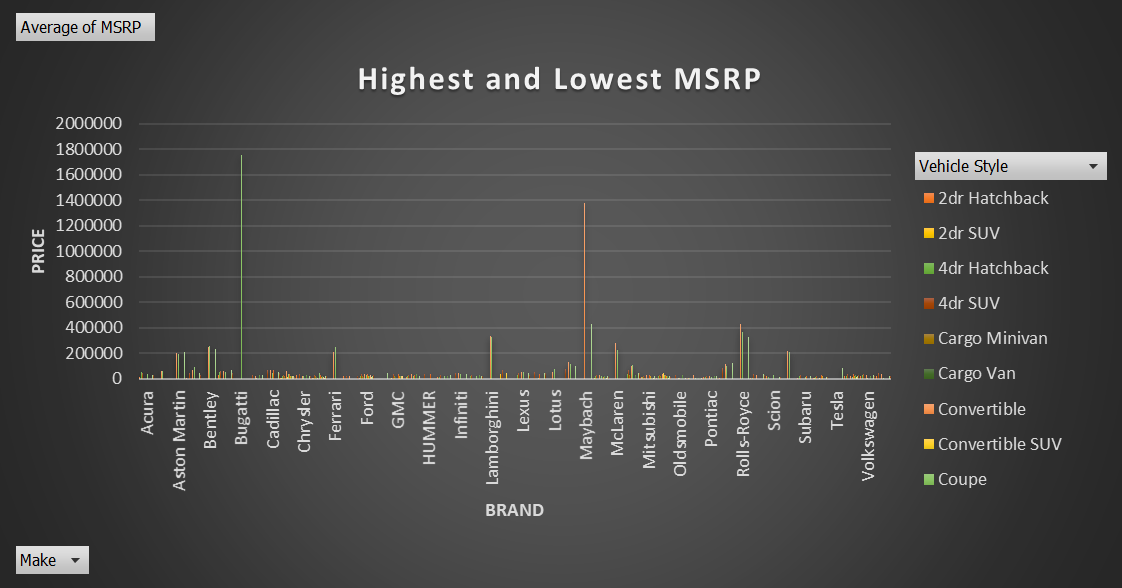 Average of MSRP
Highest and Lowest MSRP
2000000
1800000
1600000
1400000
1200000
1000000
800000
600000
400000
200000
0
PRICE
Acura
Aston Martin
Bentley
Bugatti
Cadillac
Chrysler
Ferrari
Ford
GMC
HUMMER
Infiniti
Lamborghini
Lexus
Lotus
Maybach
McLaren
Mitsubishi
Oldsmobile
Pontiac
Rolls-Royce
Scion
Subaru
Tesla
Volkswagen
BRAND
Vehicle Style
2dr Hatchback
2dr SUV
4dr Hatchback
4dr SUV
Cargo Minivan
Cargo Van
Convertible
Convertible SUV
Coupe
Make